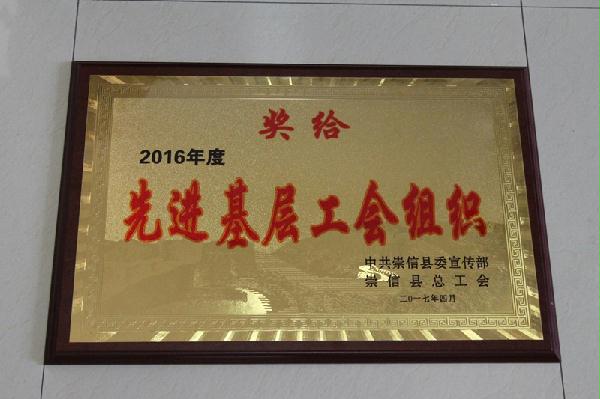 奖给
2016年度
先进基层工会组织
中共崇信县委宣传部
崇信县总工会
二〇一七年四月